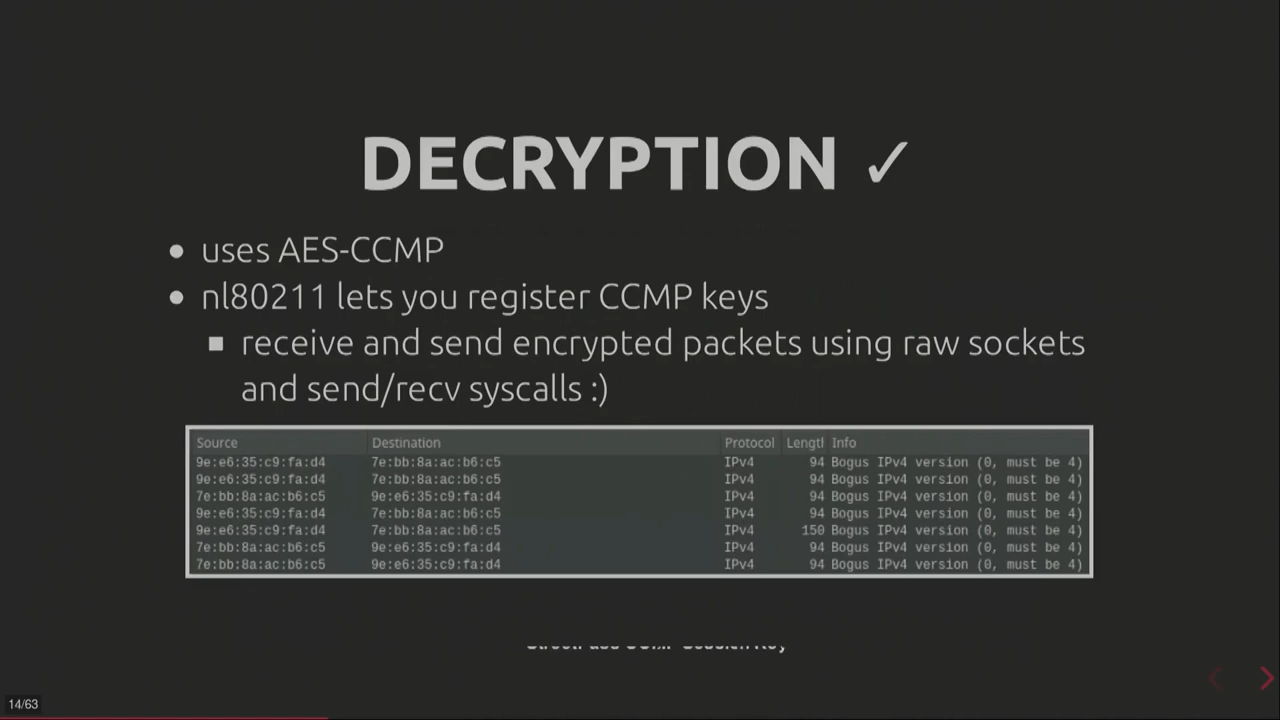 DECRYPTION ✓
• uses AES-CCMP
• nl80211 lets you register CCMP keys
■ receive and send encrypted packets using raw sockets
and send/recv syscalls :)
Source Destination Protocol Lengtl Info
9e:e6:35:c9:fa:d4 7e:bb:8a:ac:b6:c5 IPv4 94 Bogus IPv4 version (0, must be 4)
9e:e6:35:c9:fa:d4 7e:bb:8a:ac:b6:c5 IPv4 94 Bogus IPv4 version (0, must be 4)
7e:bb:8a:ac:b6:c5 9e:e6:35:c9:fa:d4 IPv4 94 Bogus IPv4 version (0, must be 4)
9e:e6:35:c9:fa:d4 7e:bb:8a:ac:b6:c5 IPv4 94 Bogus IPv4 version (0, must be 4)
9e:e6:35:c9:fa:d4 7e:bb:8a:ac:b6:c5 IPv4 150 Bogus IPv4 version (0, must be 4)
7e:bb:8a:ac:b6:c5 9e:e6:35:c9:fa:d4 IPv4 94 Bogus IPv4 version (0, must be 4)
7e:bb:8a:ac:b6:c5 9e:e6:35:c9:fa:d4 IPv4 94 Bogus IPv4 version (0, must be 4)
14/63